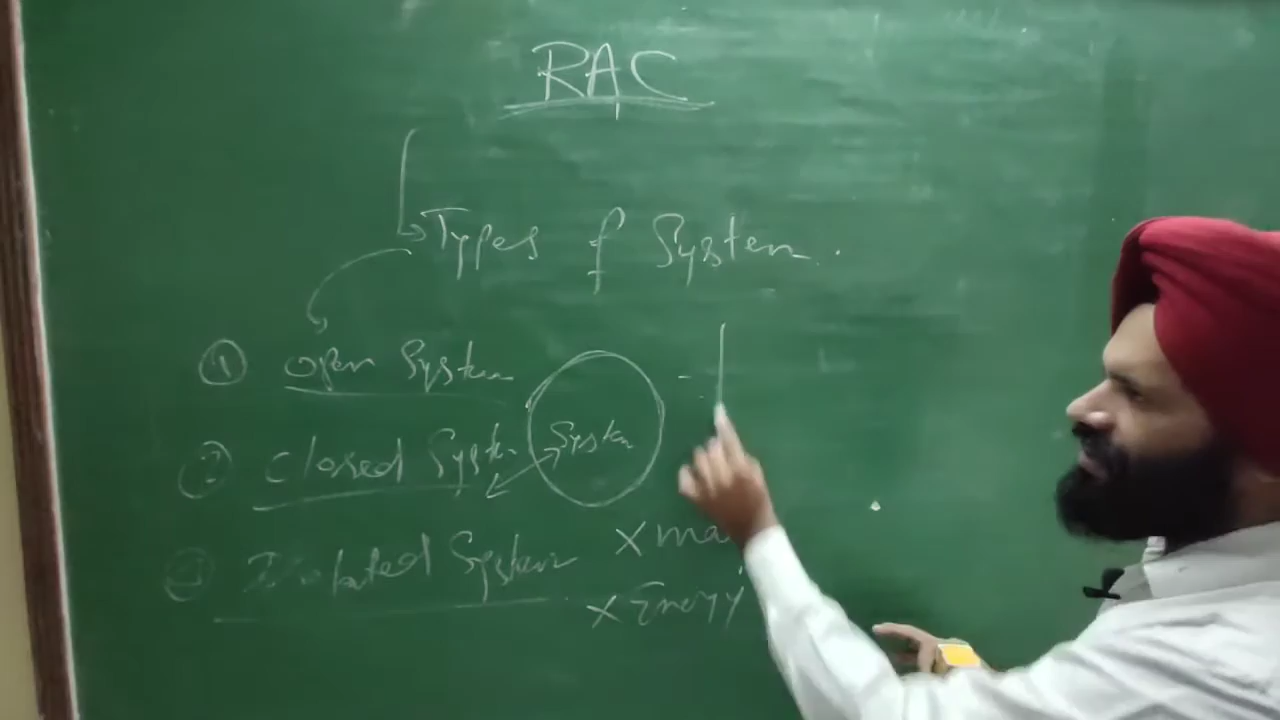 RAC
Types of System.
① Open System
② Closed System
System
③ Isolated System
x ma
x Energy